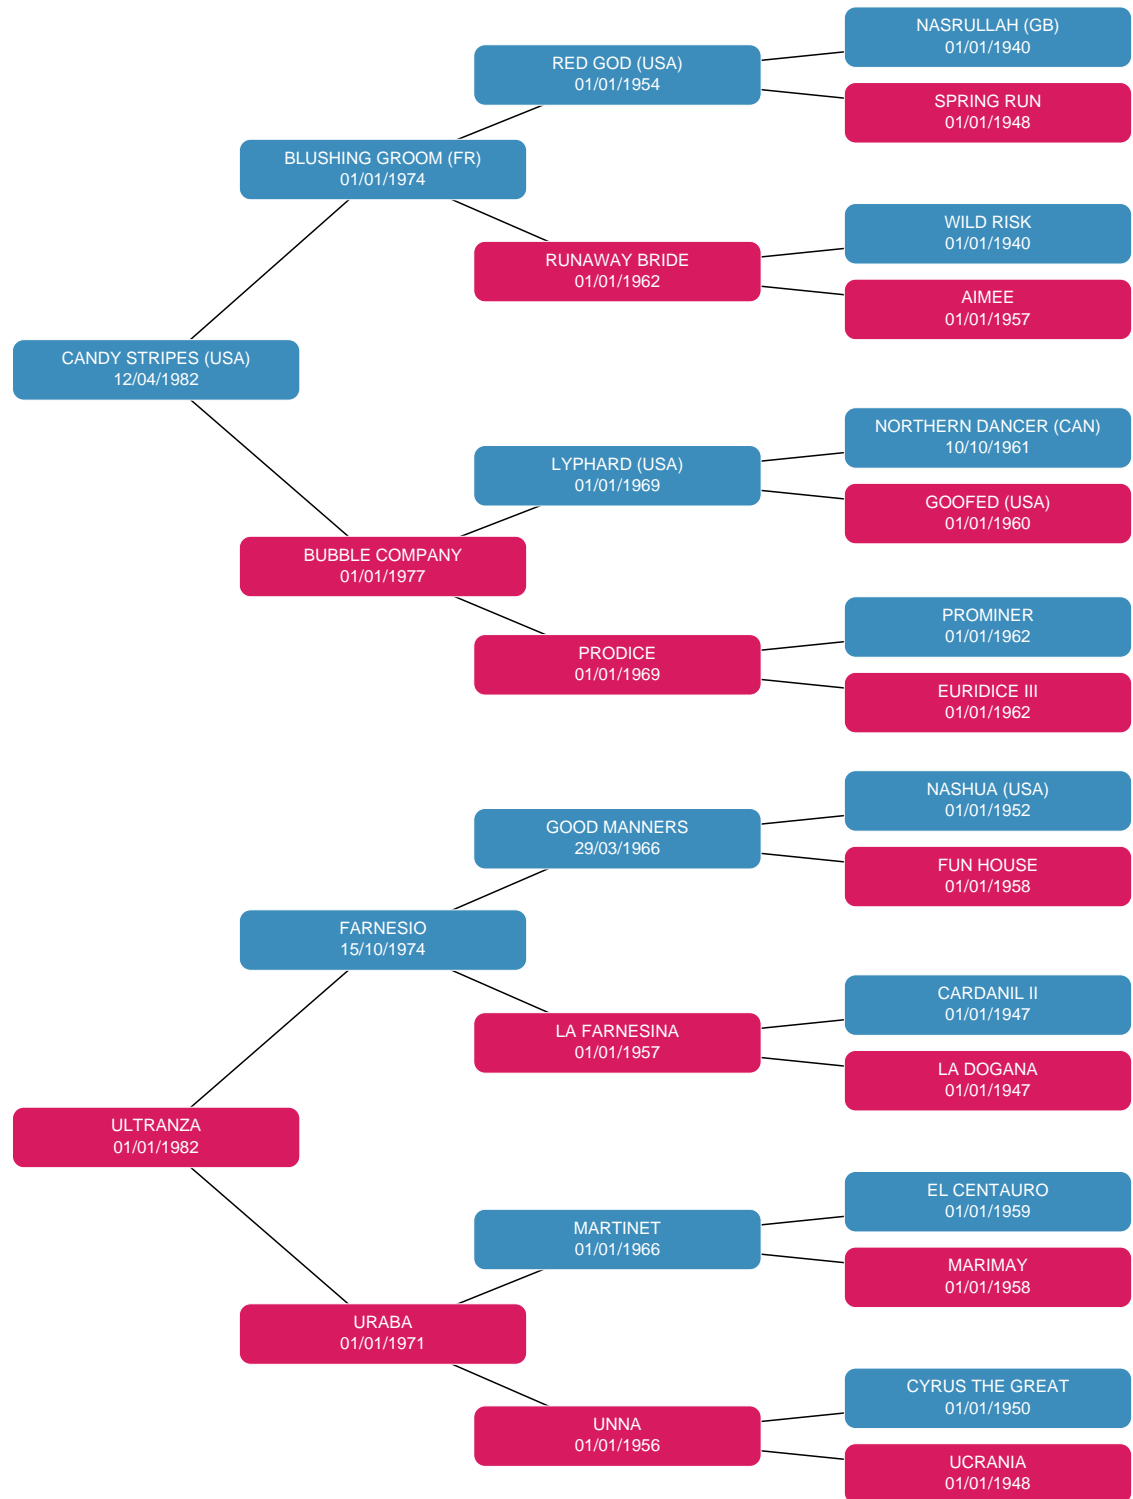 NASRULLAH (GB)
01/01/1940
RED GOD (USA)
01/01/1954
SPRING RUN
01/01/1948
BLUSHING GROOM (FR)
01/01/1974
WILD RISK
01/01/1940
RUNAWAY BRIDE
01/01/1962
AIMEE
01/01/1957
CANDY STRIPES (USA)
12/04/1982
NORTHERN DANCER (CAN)
10/10/1961
LYPHARD (USA)
01/01/1969
GOOFED (USA)
01/01/1960
BUBBLE COMPANY
01/01/1977
PROMINER
01/01/1962
PRODICE
01/01/1969
EURIDICE III
01/01/1962
NASHUA (USA)
01/01/1952
GOOD MANNERS
29/03/1966
FUN HOUSE
01/01/1958
FARNESIO
15/10/1974
CARDANIL II
01/01/1947
LA FARNESINA
01/01/1957
LA DOGANA
01/01/1947
ULTRANZA
01/01/1982
EL CENTAURO
01/01/1959
MARTINET
01/01/1966
MARIMAY
01/01/1958
URABA
01/01/1971
CYRUS THE GREAT
01/01/1950
UNNA
01/01/1956
UCRANIA
01/01/1948